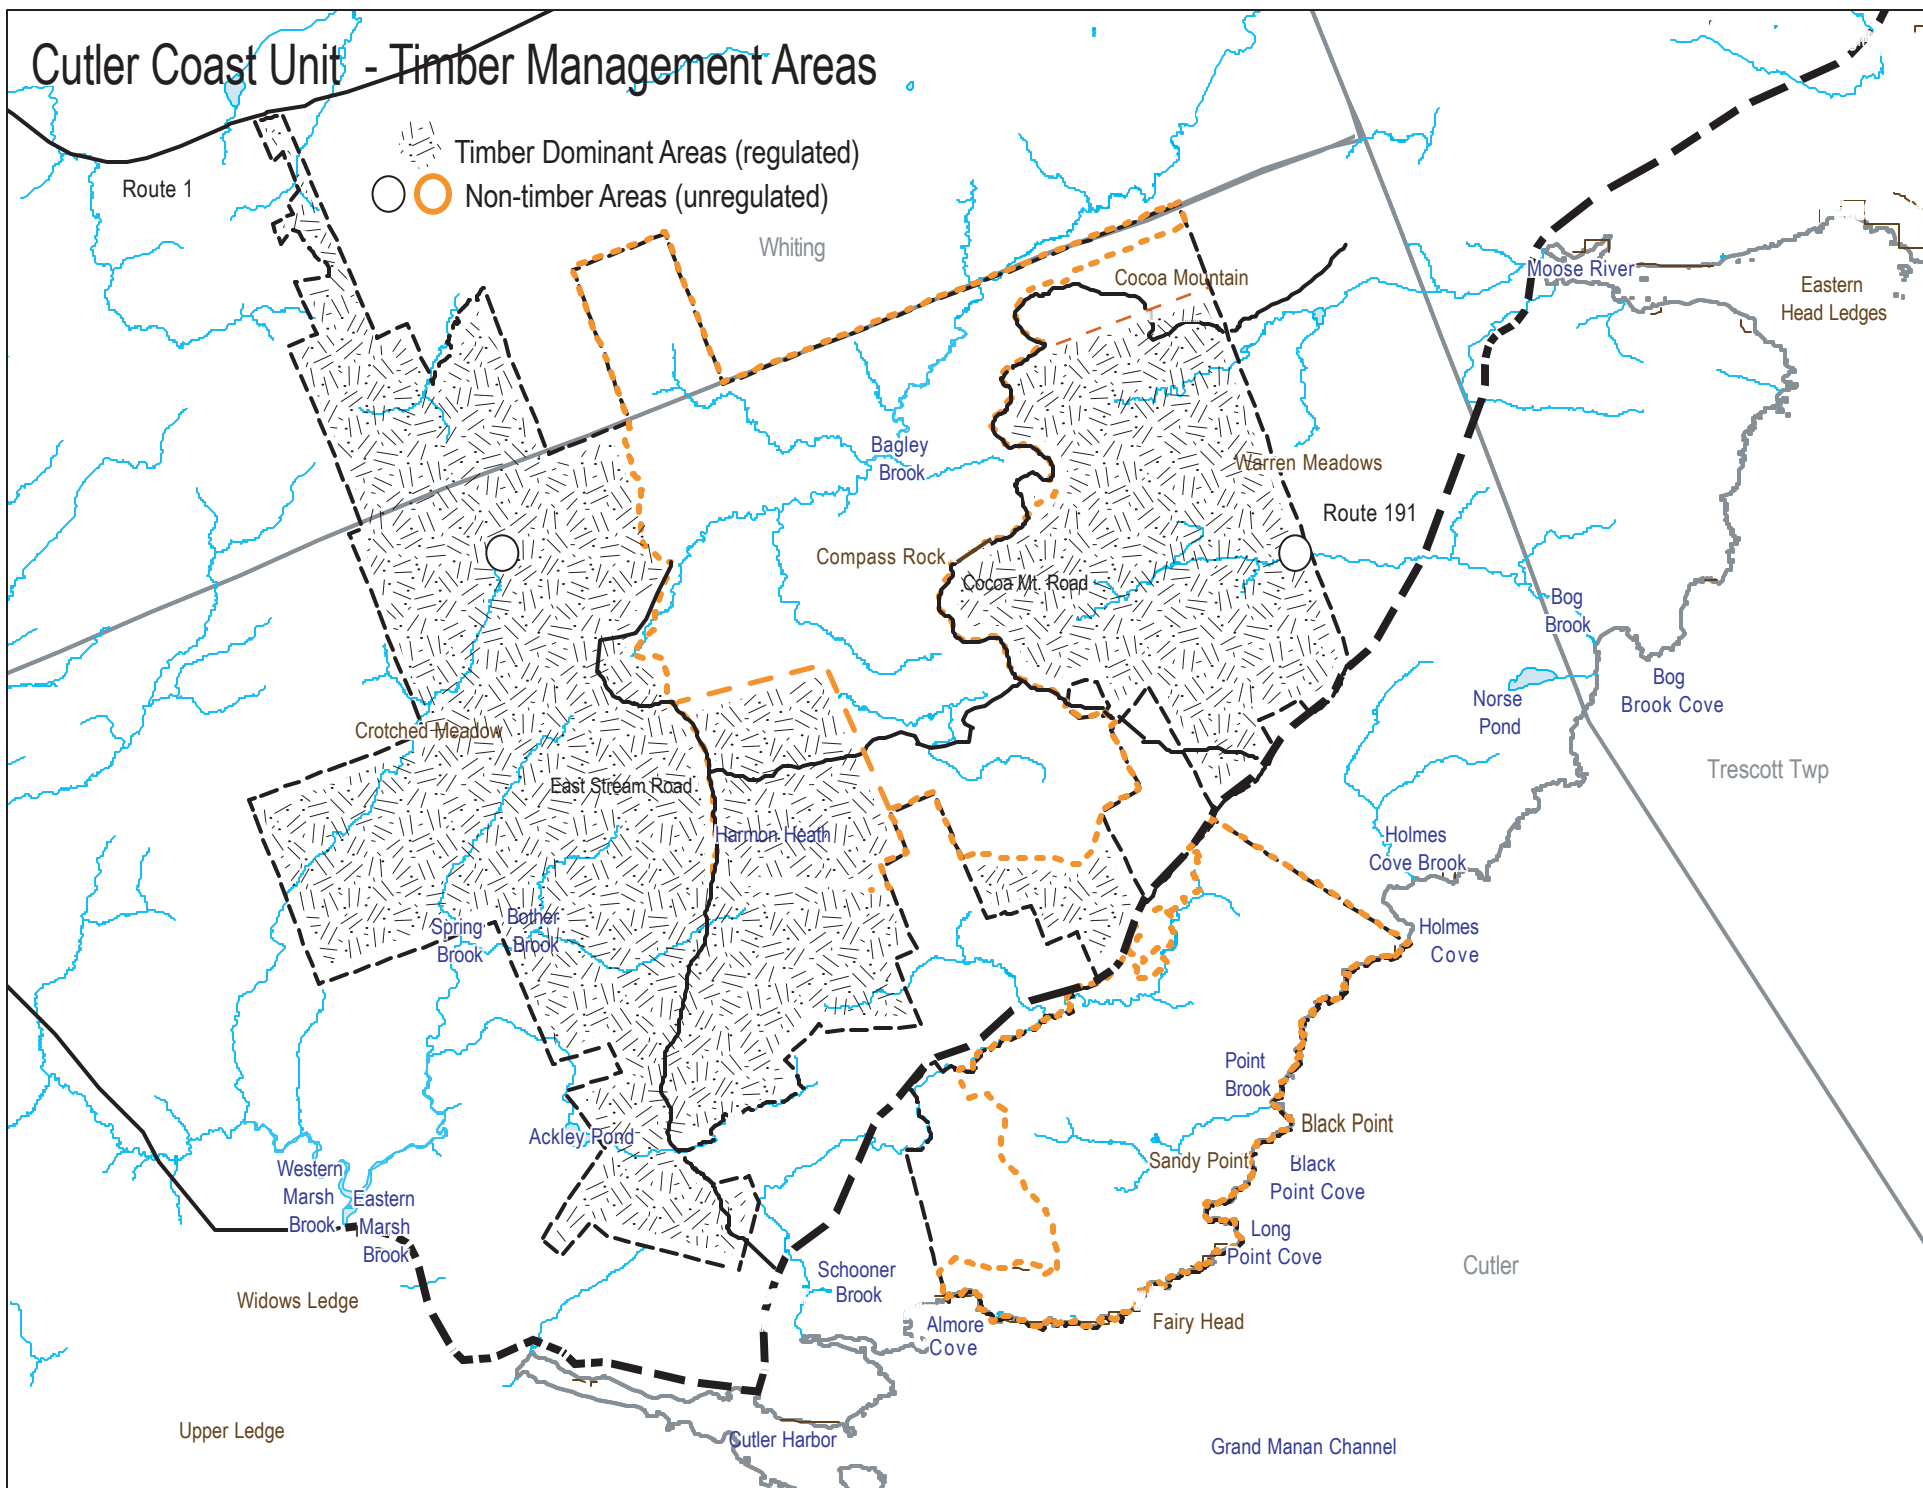 Cutler Coast Unit - Timber Management Areas
Timber Dominant Areas (regulated)
Route 1
Non-timber Areas (unregulated)
Whiting
Moose River
Cocoa Mountain
Eastern
Head Ledges
Bagley
Brook
Warren Meadows
Route 191
Compass Rock
Cocoa Mt. Road
Bog
Brook
Bog
Brook Cove
Norse
Pond
Crotched Meadow
Trescott Twp
East Stream Road
Harmon Heath
Holmes
Cove Brook
Spring
Brook
Bother
Brook
Holmes
Cove
Point
Brook
Black Point
Ackley Pond
Sandy Point
Black
Point Cove
Western
Marsh
Brook
Eastern
Marsh
Brook
Long
Point Cove
Cutler
Schooner
Brook
Widows Ledge
Almore
Cove
Fairy Head
Upper Ledge
Cutler Harbor
Grand Manan Channel